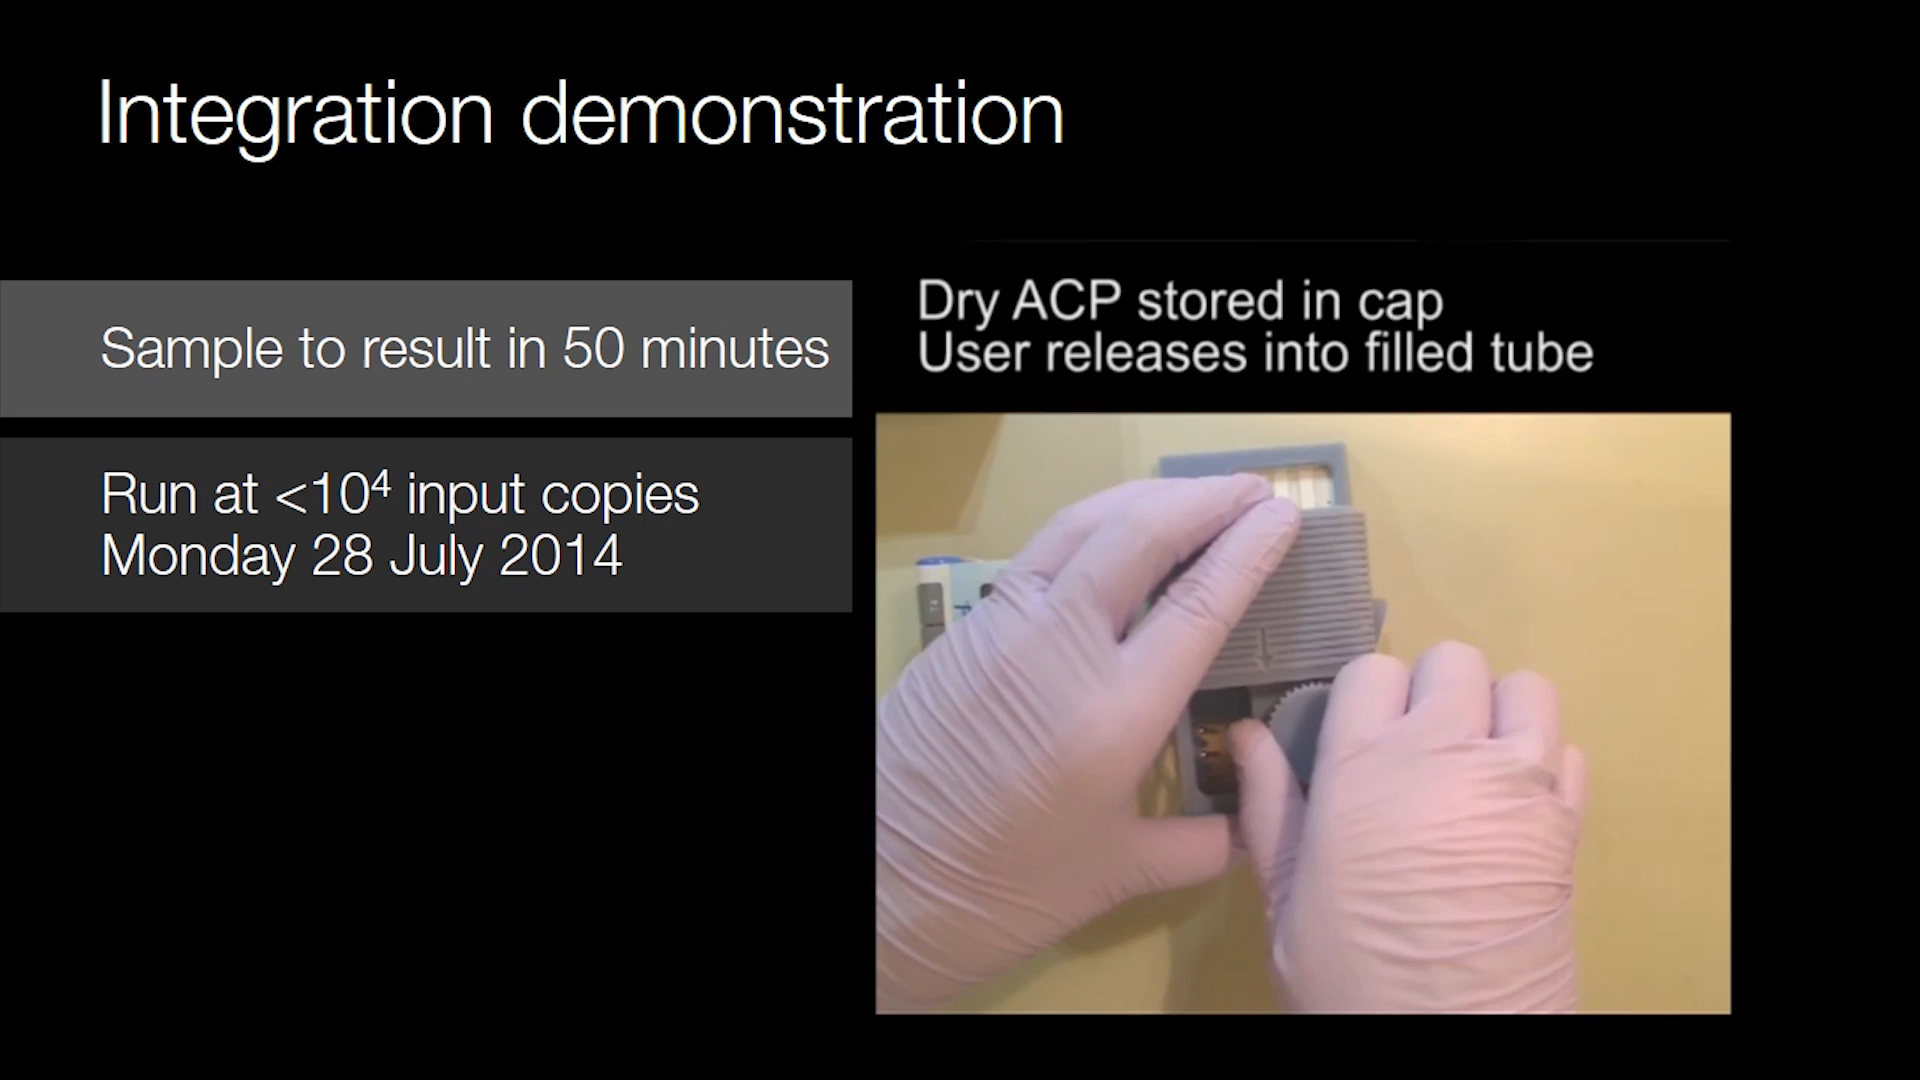 Integration demonstration
Sample to result in 50 minutes
Run at <10⁴ input copies
Monday 28 July 2014
Dry ACP stored in cap
User releases into filled tube